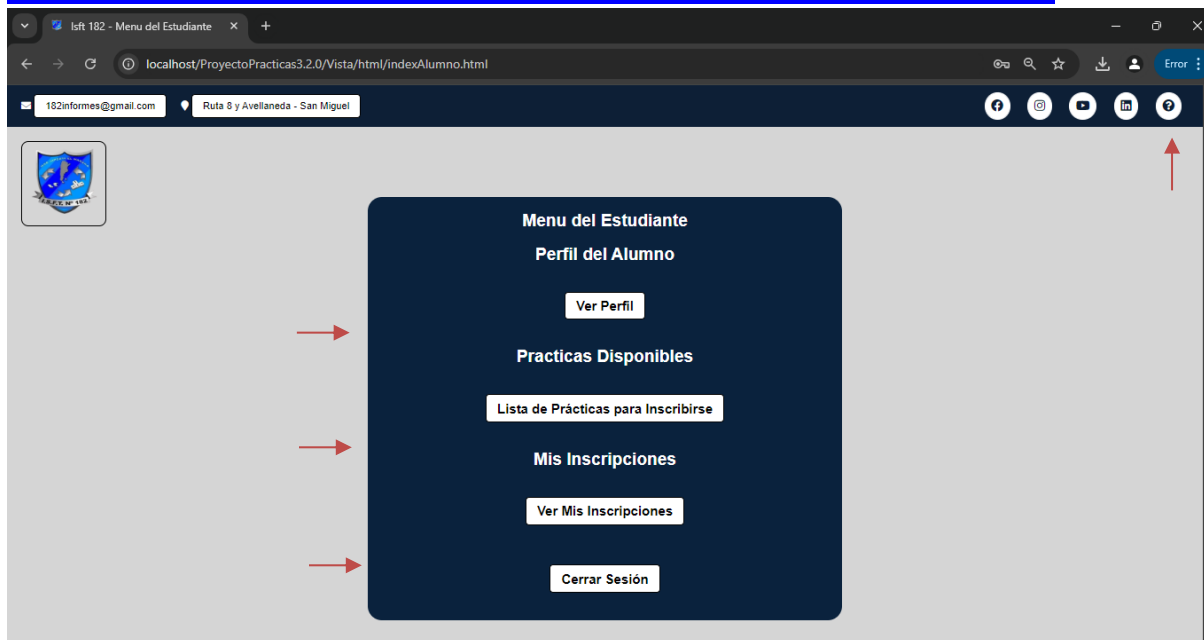 Isft 182 - Menu del Estudiante
localhost/ProyectoPracticas3.2.0/Vista/html/indexAlumno.html
Error
182informes@gmail.com
Ruta 8 y Avellaneda - San Miguel
I.S.F.T. Nº 182
Menu del Estudiante
Perfil del Alumno
Ver Perfil
Practicas Disponibles
Lista de Prácticas para Inscribirse
Mis Inscripciones
Ver Mis Inscripciones
Cerrar Sesión